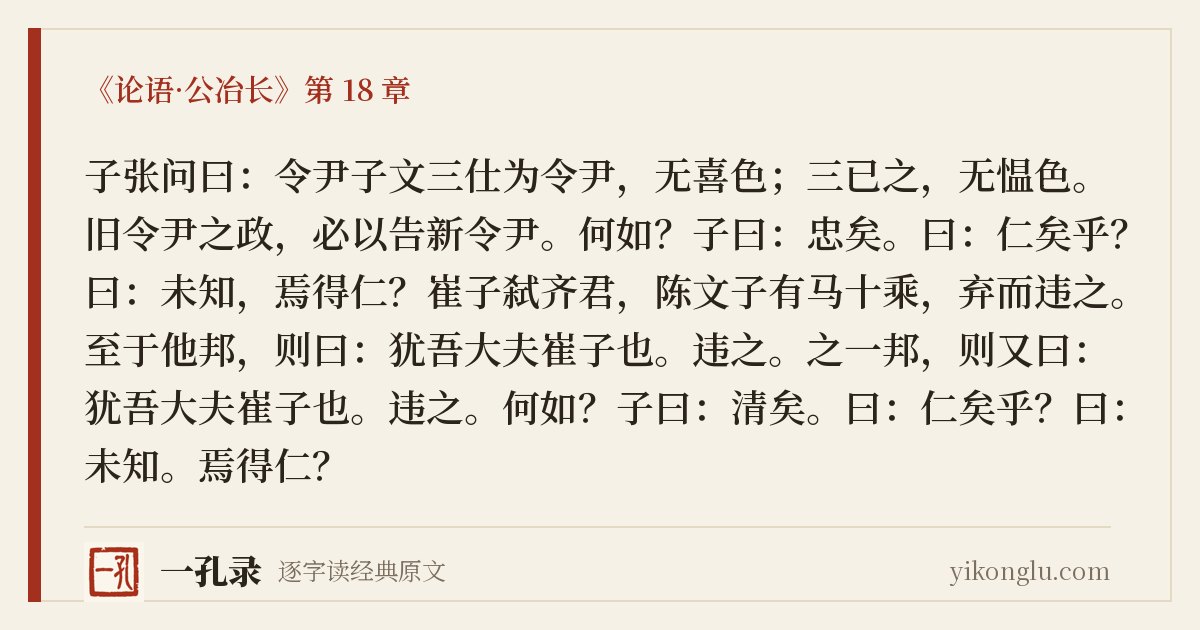 《论语·公冶长》第 18 章
子张问曰：令尹子文三仕为令尹，无喜色；三已之，无愠色。
旧令尹之政，必以告新令尹。何如？子曰：忠矣。曰：仁矣乎？
曰：未知，焉得仁？崔子弑齐君，陈文子有马十乘，弃而违之。
至于他邦，则曰：犹吾大夫崔子也。违之。之一邦，则又曰：
犹吾大夫崔子也。违之。何如？子曰：清矣。曰：仁矣乎？曰：
未知。焉得仁？
一孔 一孔录 逐字读经典原文 yikonglu.com